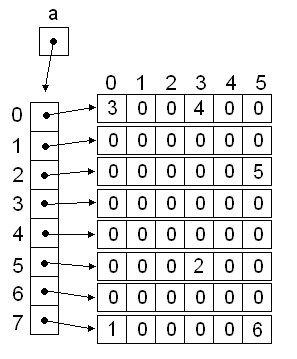 a
0 1 2 3 4 5
0 3 0 0 4 0 0
1 0 0 0 0 0 0
2 0 0 0 0 0 5
3 0 0 0 0 0 0
4 0 0 0 0 0 0
5 0 0 0 2 0 0
6 0 0 0 0 0 0
7 1 0 0 0 0 6